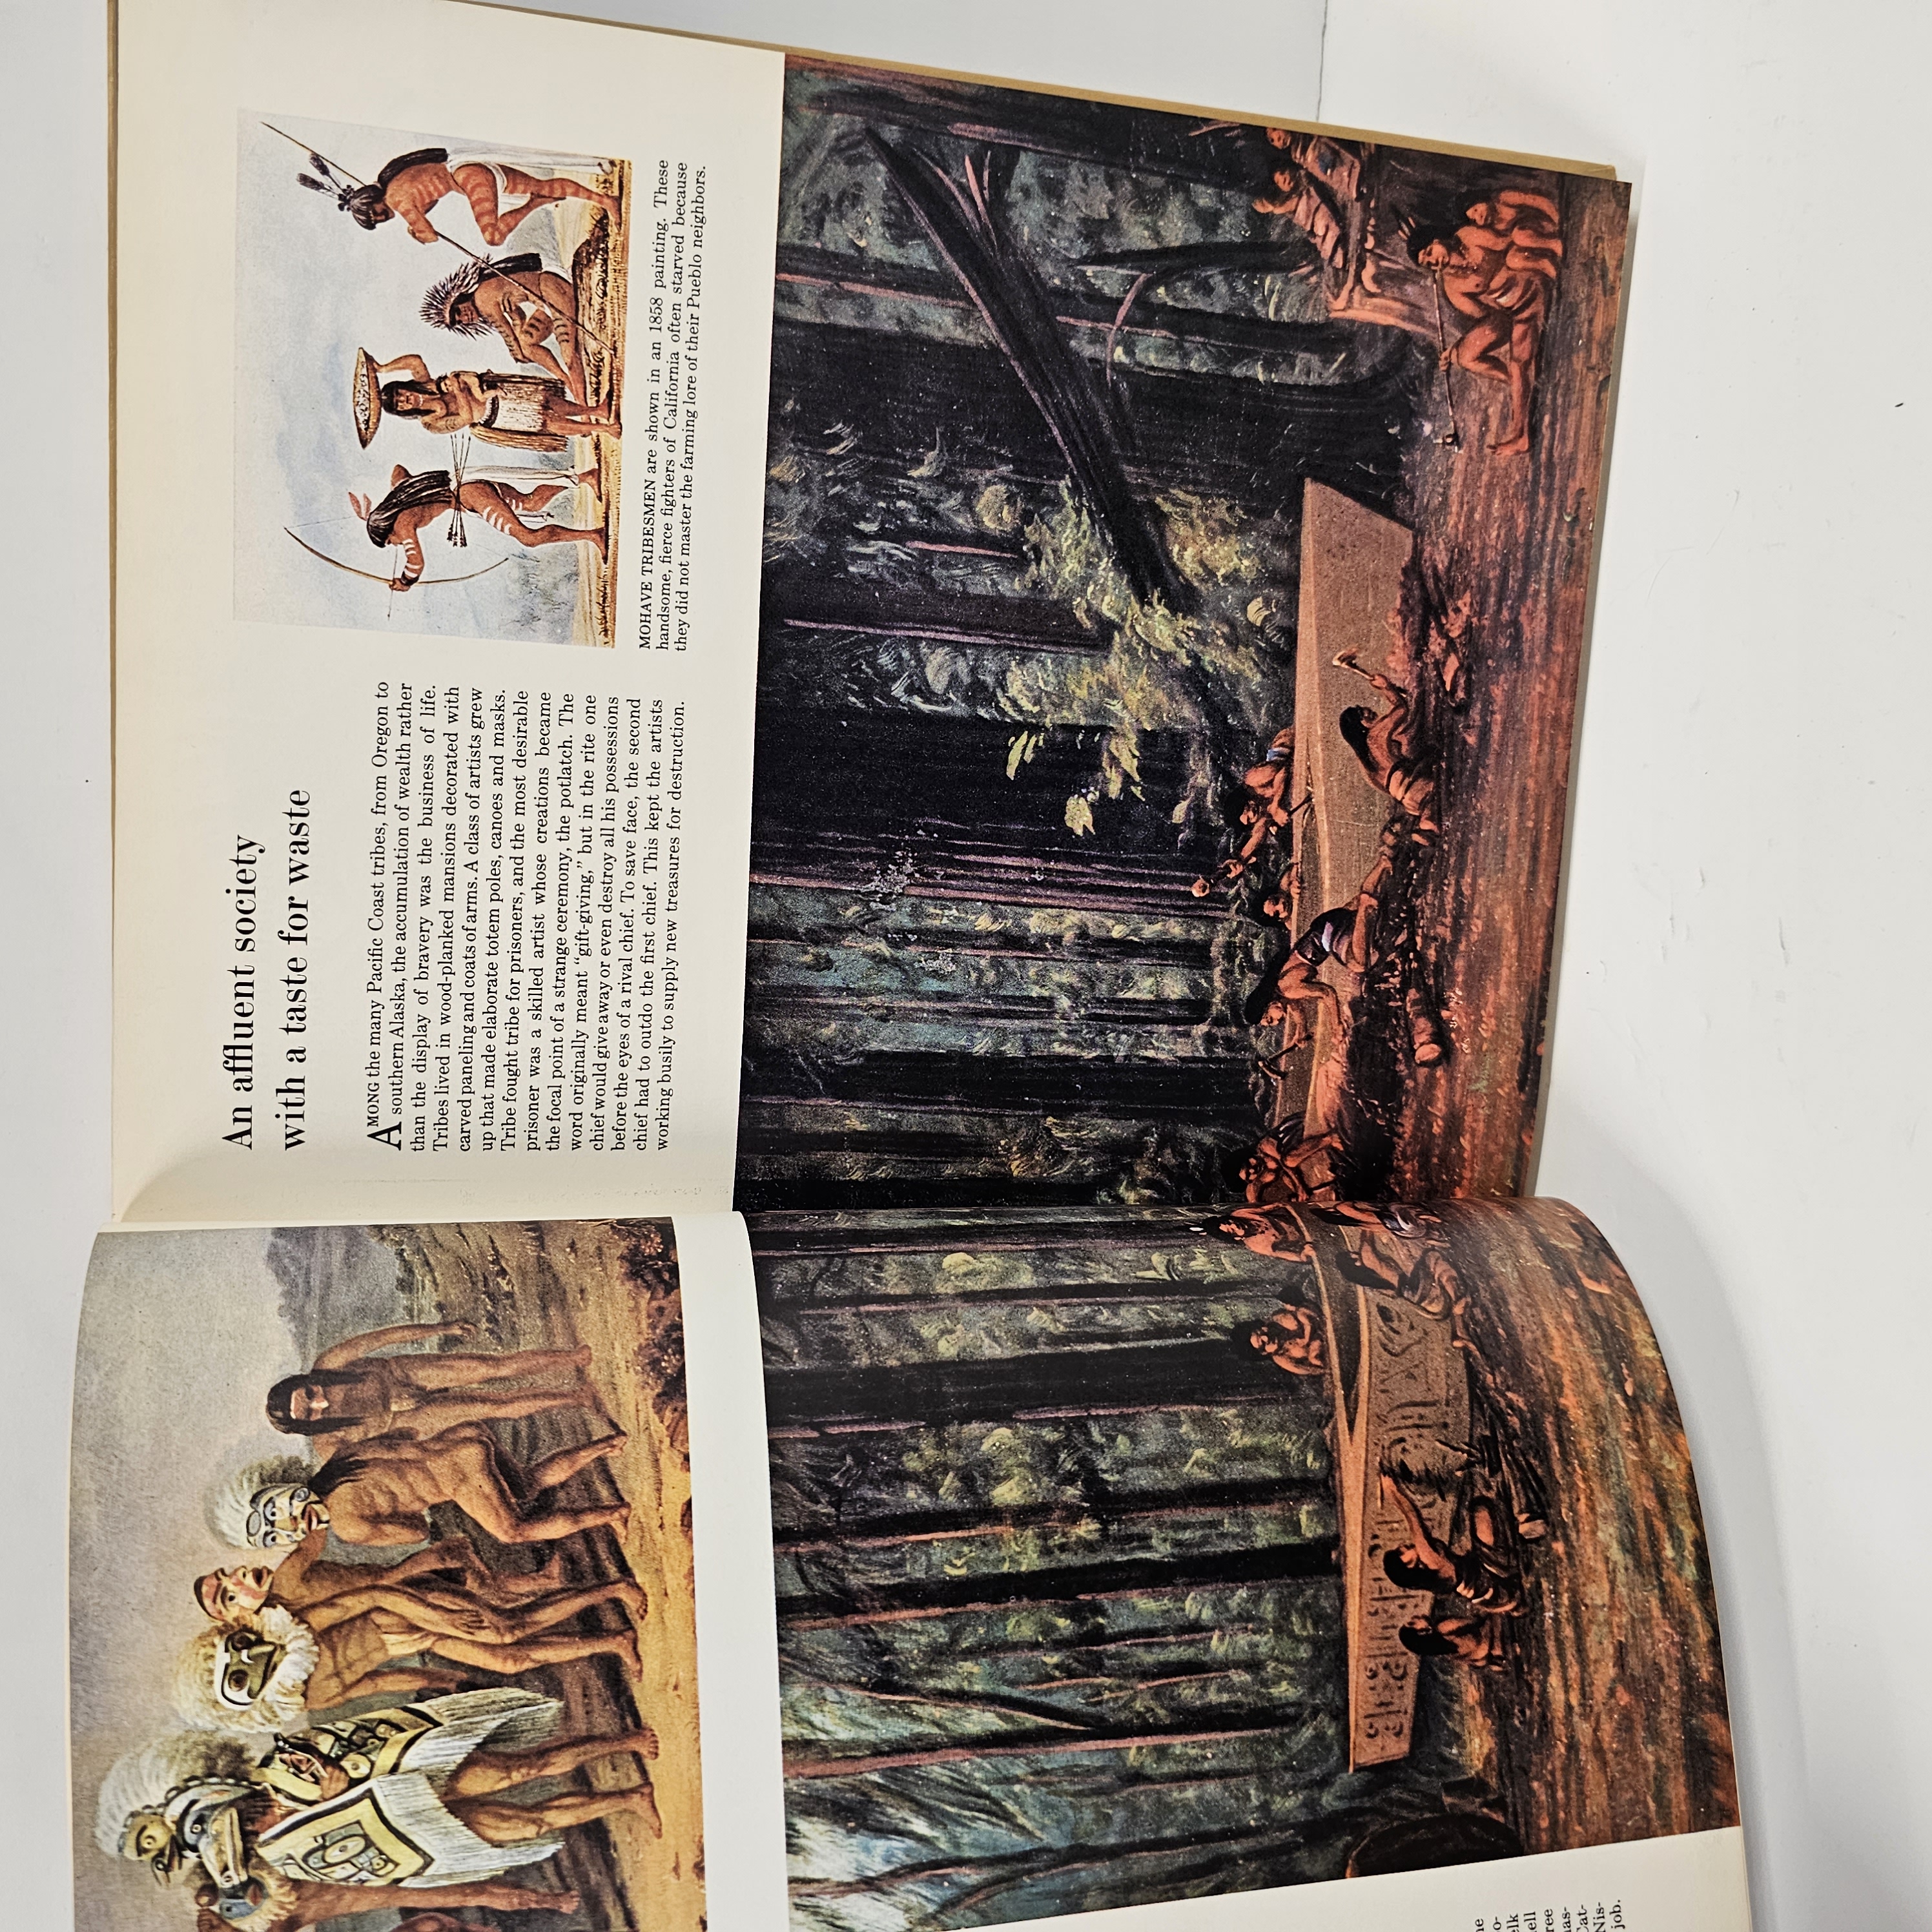 An affluent society
with a taste for waste
AMONG the many Pacific Coast tribes, from Oregon to
southern Alaska, the accumulation of wealth rather
than the display of bravery was the business of life.
Tribes lived in wood-planked mansions decorated with
carved paneling and coats of arms. A class of artists grew
up that made elaborate totem poles, canoes and masks.
Tribe fought tribe for prisoners, and the most desirable
prisoner was a skilled artist whose creations became
the focal point of a strange ceremony, the potlatch. The
word originally meant “gift-giving,” but in the rite one
chief would give away or even destroy all his possessions
before the eyes of a rival chief. To save face, the second
chief had to outdo the first chief. This kept the artists
working busily to supply new treasures for destruction.
MOHAVE TRIBESMEN are shown in an 1858 painting. These
handsome, fierce fighters of California often starved because
they did not master the farming lore of their Pueblo neighbors.
elk
ell
ree
Cat-
Nis-
job.